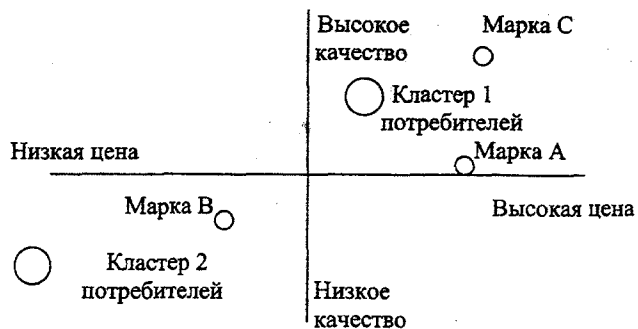 Высокое
качество
Марка С
Кластер 1
потребителей
Низкая цена
Марка А
Марка В
Высокая цена
Кластер 2
потребителей
Низкое
качество